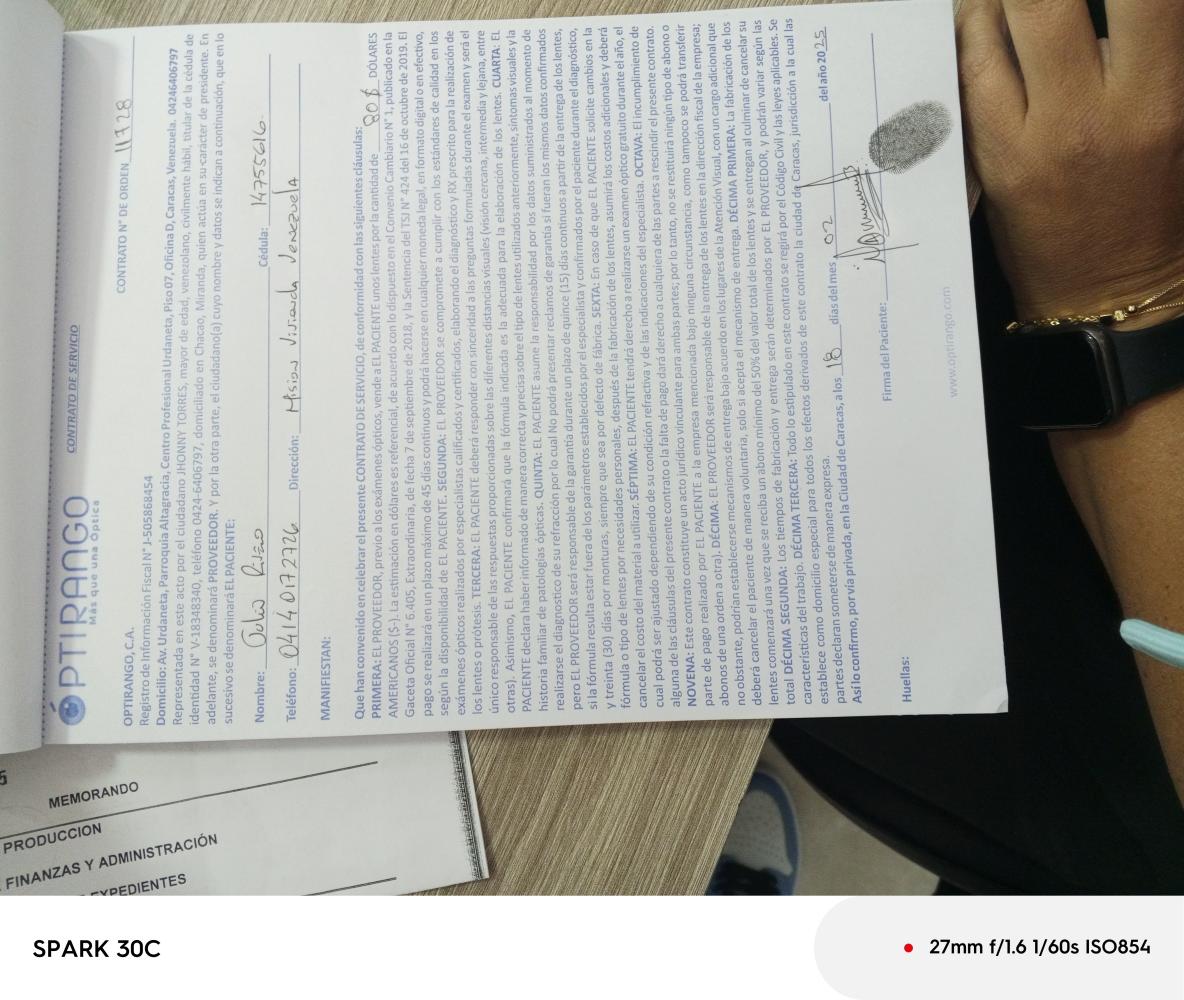 ÓPTIRANGO
Más que una Óptica
CONTRATO DE SERVICIO
CONTRATO N° DE ORDEN 11728
OPTIRANGO, C.A.
Registro de Información Fiscal N° J-505868454
Domicilio: Av. Urdaneta, Parroquia Altagracia, Centro Profesional Urdaneta, Piso 07, Oficina D, Caracas, Venezuela. 04246406797
Representada en este acto por el ciudadano JHONNY TORRES, mayor de edad, venezolano, civilmente hábil, titular de la cédula de
identidad N° V-18348340, teléfono 0424-6406797, domiciliado en Chacao, Miranda, quien actúa en su carácter de presidente. En
adelante, se denominará PROVEEDOR. Y por la otra parte, el ciudadano(a) cuyo nombre y datos se indican a continuación, que en lo
sucesivo se denominará EL PACIENTE:
Nombre: Julio Cédula: 14755616
Teléfono: 04140172726 Dirección: Mision Vivienda Venezuela
MANIFIESTAN:
Que han convenido en celebrar el presente CONTRATO DE SERVICIO, de conformidad con las siguientes cláusulas:
PRIMERA: EL PROVEEDOR, previo a los exámenes ópticos, vende a EL PACIENTE unos lentes por la cantidad de 80$ DÓLARES
AMERICANOS ($-). La estimación en dólares referencial, de acuerdo con lo dispuesto en el Convenio Cambiario N° 1, publicado en la
Gaceta Oficial N° 6.405, Extraordinaria, de fecha 7 de septiembre de 2018, y la Sentencia del TSJ N° 424 del 16 de octubre de 2019. El
pago se realizará en un plazo máximo de 45 días continuos y podrá hacerse en cualquier moneda legal, en formato digital o en efectivo,
según la disponibilidad de EL PACIENTE. SEGUNDA: EL PROVEEDOR se compromete a cumplir con los estándares de calidad en los
exámenes ópticos realizados por especialistas calificados y certificados, elaborando el diagnóstico y RX prescrito para la realización de
los lentes o prótesis. TERCERA: EL PACIENTE deberá responder con sinceridad a las preguntas formuladas durante el examen y será el
único responsable de las respuestas proporcionadas sobre las diferentes distancias visuales (visión cercana, intermedia y lejana, entre
otras). Asimismo, EL PACIENTE confirmará que la fórmula indicada es la adecuada para la elaboración de los lentes. CUARTA: EL
PACIENTE declara haber informado de manera correcta y precisa sobre el tipo de lentes utilizados anteriormente, síntomas visuales y la
historia familiar de patologías ópticas. QUINTA: EL PACIENTE asume la responsabilidad por los datos suministrados al momento de
realizarse el diagnostico de su refracción por lo cual No podrá presentar reclamos de garantía si fueran los mismos datos confirmados
pero EL PROVEEDOR será responsable de la garantía durante un plazo de quince (15) días continuos a partir de la entrega de los lentes,
si la fórmula resulta estar fuera de los parámetros establecidos por el especialista y confirmados por el paciente durante el diagnóstico,
y treinta (30) días por monturas, siempre que sea por defecto de fábrica. SEXTA: En caso de que EL PACIENTE solicite cambios en la
fórmula o tipo de lentes por necesidades personales, después de la fabricación de los lentes, asumirá los costos adicionales y deberá
cancelar el costo del material a utilizar. SÉPTIMA: EL PACIENTE tendrá derecho a realizarse un examen óptico gratuito durante el año, el
cual podrá ser ajustado dependiendo de su condición refractiva y de las indicaciones del especialista. OCTAVA: El incumplimiento de
alguna de las cláusulas del presente contrato o la falta de pago dará derecho a cualquiera de las partes a rescindir el presente contrato.
NOVENA: Este contrato constituye un acto jurídico vinculante para ambas partes; por lo tanto, no se restituirá ningún tipo de abono o
parte de pago realizado por EL PACIENTE a la empresa mencionada bajo ninguna circunstancia, como tampoco se podrá transferir
abonos de una orden a otra). DÉCIMA: EL PROVEEDOR será responsable de la entrega de los lentes en la dirección fiscal de la empresa;
no obstante, podrían establecerse mecanismos de entrega bajo acuerdo en los lugares de la Atención Visual, con un cargo adicional que
deberá cancelar el paciente de manera voluntaria, solo si acepta el mecanismo de entrega. DÉCIMA PRIMERA: La fabricación de los
lentes comenzará una vez que se reciba un abono mínimo del 50% del valor total de los lentes y se entregan al culminar de cancelar su
total DÉCIMA SEGUNDA: Los tiempos de fabricación y entrega serán determinados por EL PROVEEDOR, y podrán variar según las
características del trabajo. DÉCIMA TERCERA: Todo lo estipulado en este contrato se regirá por el Código Civil y las leyes aplicables. Se
establece como domicilio especial para todos los efectos derivados de este contrato la ciudad de Caracas, jurisdicción a la cual las
partes declaran someterse de manera expresa.
Así lo confirmo, por vía privada, en la Ciudad de Caracas, a los 18 días del mes 02 del año 2025
Firma del Paciente:
Huellas:
www.optirango.com
5
MEMORANDO
PRODUCCION
FINANZAS Y ADMINISTRACIÓN
EXPEDIENTES
SPARK 30C
27mm f/1.6 1/60s ISO854